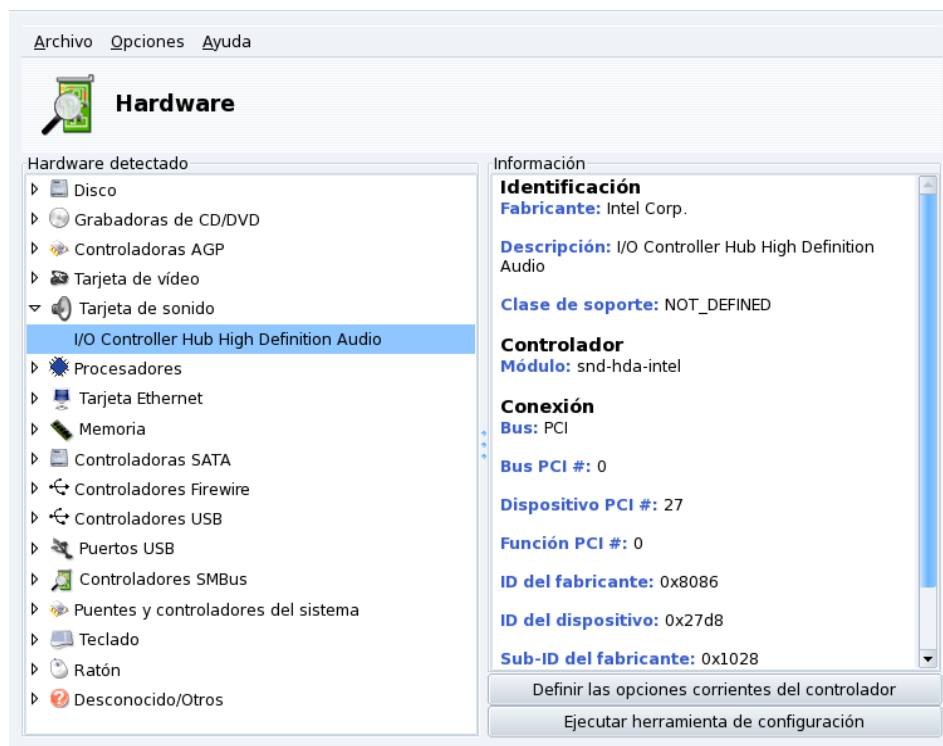 Archivo Opciones Ayuda
Hardware
Hardware detectado
Disco
Grabadoras de CD/DVD
Controladoras AGP
Tarjeta de vídeo
Tarjeta de sonido
I/O Controller Hub High Definition Audio
Procesadores
Tarjeta Ethernet
Memoria
Controladoras SATA
Controladores Firewire
Controladores USB
Puertos USB
Controladores SMBus
Puentes y controladores del sistema
Teclado
Ratón
Desconocido/Otros
Información
Identificación
Fabricante: Intel Corp.
Descripción: I/O Controller Hub High Definition
Audio
Clase de soporte: NOT_DEFINED
Controlador
Módulo: snd-hda-intel
Conexión
Bus: PCI
Bus PCI #: 0
Dispositivo PCI #: 27
Función PCI #: 0
ID del fabricante: 0x8086
ID del dispositivo: 0x27d8
Sub-ID del fabricante: 0x1028
Definir las opciones corrientes del controlador
Ejecutar herramienta de configuración